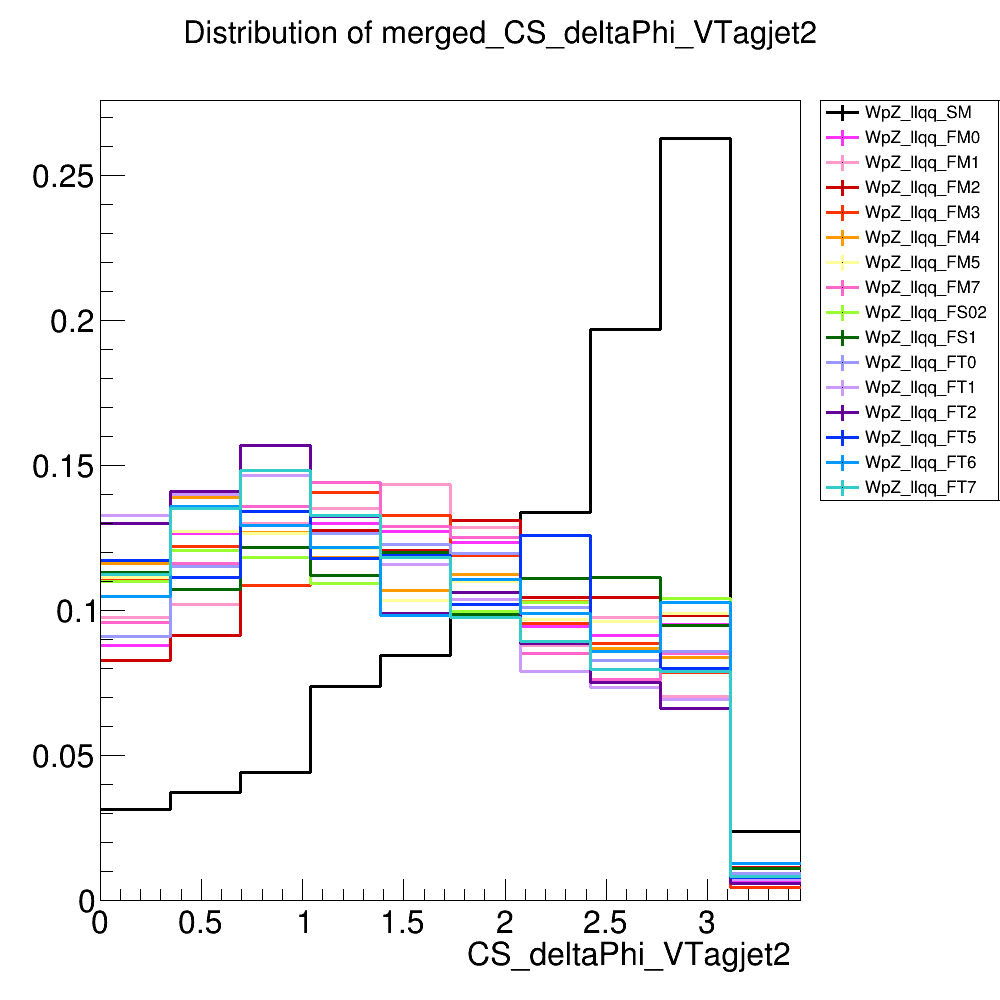 Distribution of merged_CS_deltaPhi_VTagjet2
WpZ_llqq_SM
WpZ_llqq_FM0
WpZ_llqq_FM1
WpZ_llqq_FM2
WpZ_llqq_FM3
WpZ_llqq_FM4
WpZ_llqq_FM5
WpZ_llqq_FM7
WpZ_llqq_FS02
WpZ_llqq_FS1
WpZ_llqq_FT0
WpZ_llqq_FT1
WpZ_llqq_FT2
WpZ_llqq_FT5
WpZ_llqq_FT6
WpZ_llqq_FT7
0.25
0.2
0.15
0.1
0.05
0
0 0.5 1 1.5 2 2.5 3
CS_deltaPhi_VTagjet2